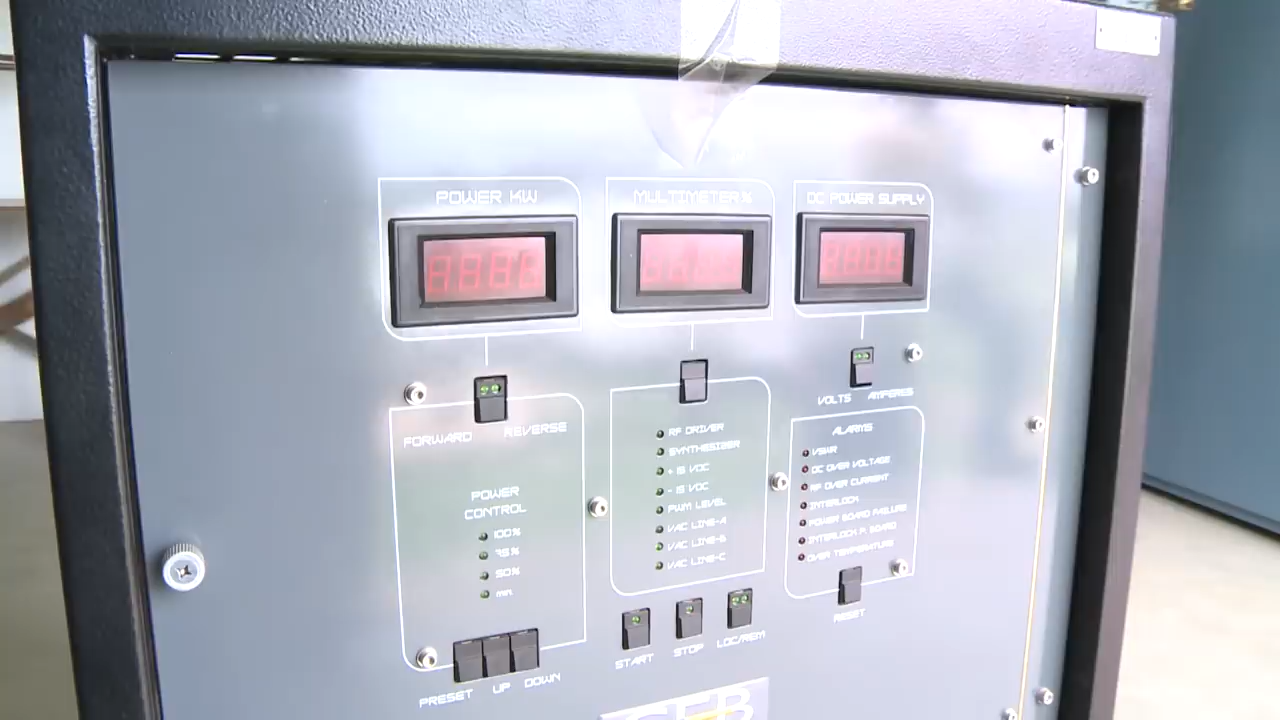 POWER KW
MULTIMETER%
DC POWER SUPPLY
FORWARD REVERSE
VOLTS AMPERES
POWER
CONTROL
100%
75%
50%
RF DRIVER
SYNTHESIZER
+ 15 VDC
- 15 VDC
PWM LEVEL
VAC LINE-A
VAC LINE-B
VAC LINE-C
ALARMS
VSWR
DC OVER VOLTAGE
RF OVER CURRENT
INTERLOCK
POWER BOARD FAILURE
INTERLOCK P. BOARD
OVER TEMPERATURE
PRESET UP DOWN
START STOP LOC/REM
RESET